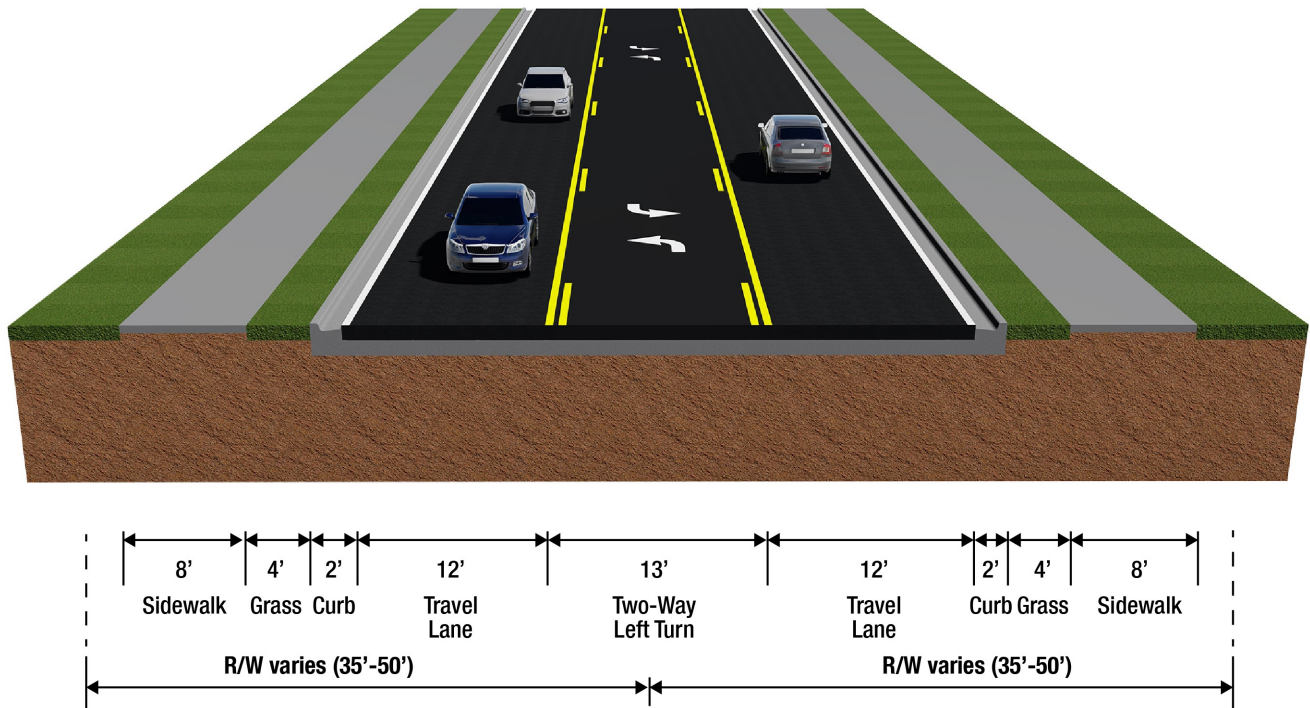 8’ 4’ 2’ 12’ 13’ 12’ 2’ 4’ 8’
Sidewalk Grass Curb Travel Lane Two-Way Left Turn Travel Lane Curb Grass Sidewalk
R/W varies (35’-50’) R/W varies (35’-50’)